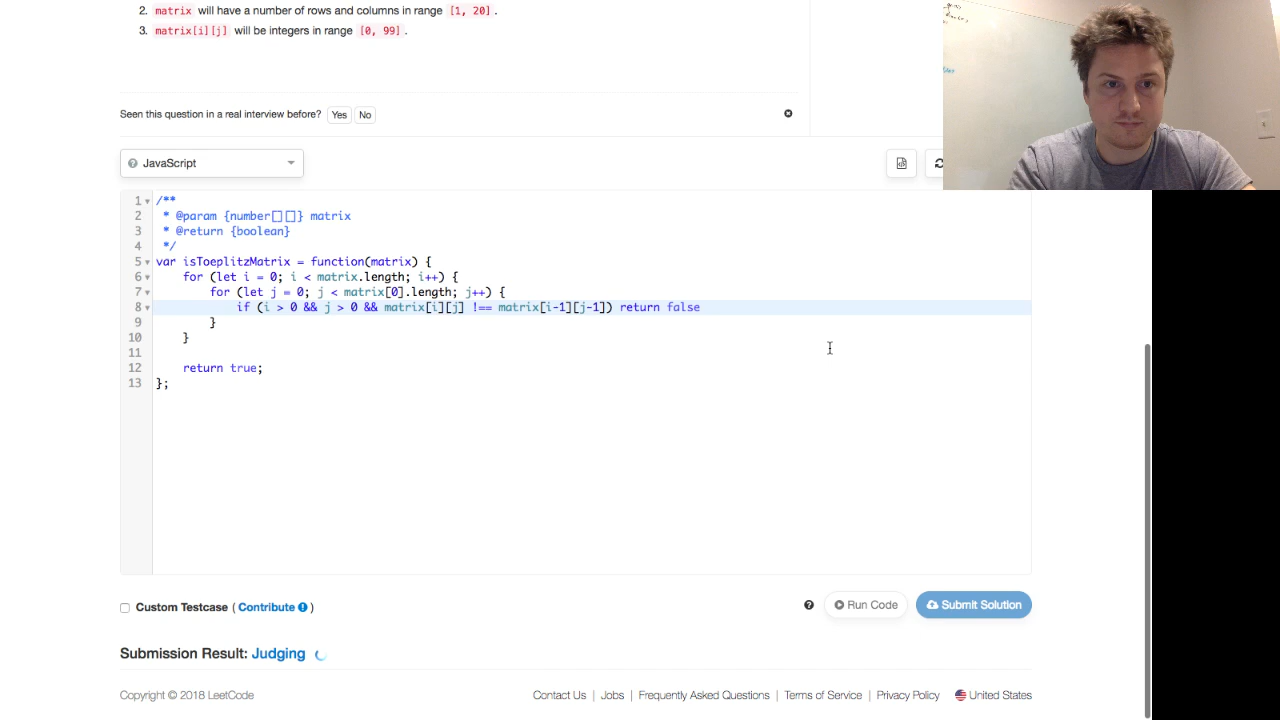 2. matrix will have a number of rows and columns in range [1, 20].
3. matrix[i][j] will be integers in range [0, 99].
Seen this question in a real interview before? Yes No
JavaScript
1 /**
2  * @param {number[][]} matrix
3  * @return {boolean}
4  */
5 var isToeplitzMatrix = function(matrix) {
6     for (let i = 0; i < matrix.length; i++) {
7         for (let j = 0; j < matrix[0].length; j++) {
8             if (i > 0 && j > 0 && matrix[i][j] !== matrix[i-1][j-1]) return false
9         }
10     }
11
12     return true;
13 };
Custom Testcase ( Contribute )
Run Code Submit Solution
Submission Result: Judging
Copyright © 2018 LeetCode Contact Us | Jobs | Frequently Asked Questions | Terms of Service | Privacy Policy United States